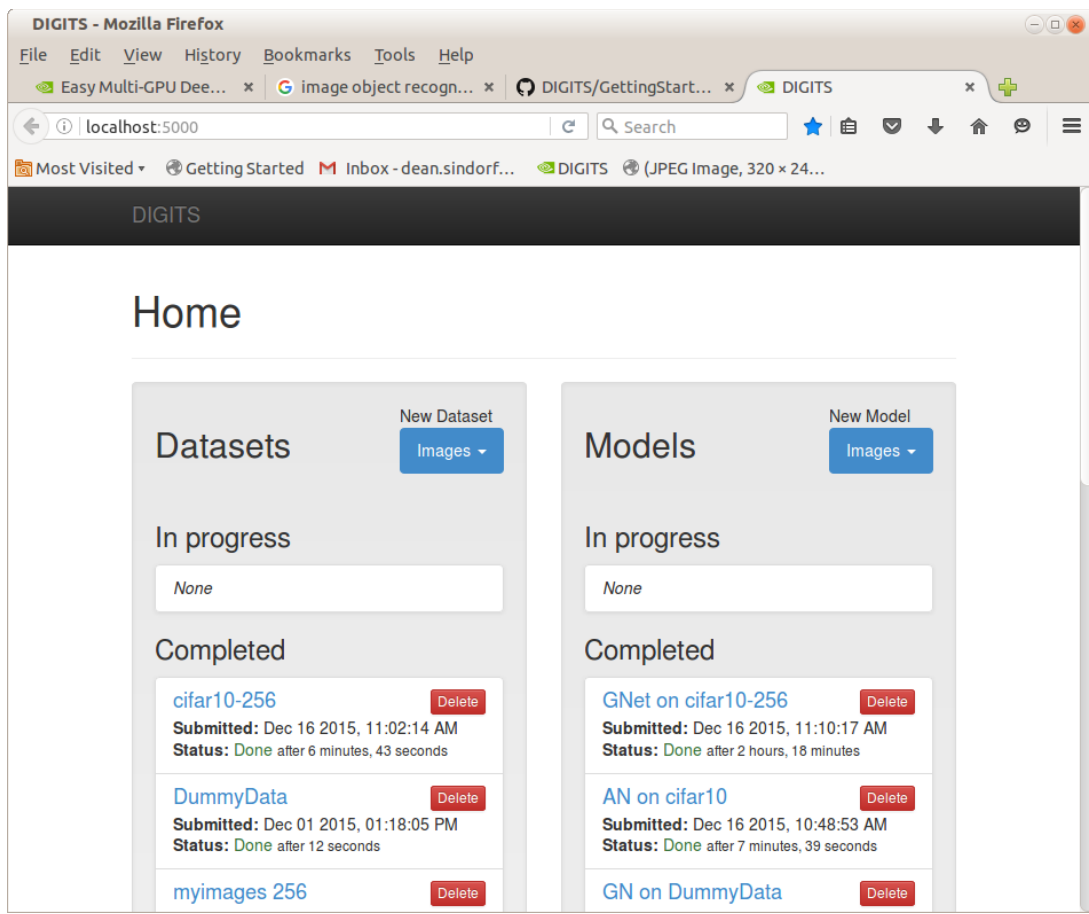 DIGITS - Mozilla Firefox
File Edit View History Bookmarks Tools Help
Easy Multi-GPU Dee... image object recogn... DIGITS/GettingStart... DIGITS
localhost:5000 Search
Most Visited Getting Started Inbox - dean.sindorf... DIGITS (JPEG Image, 320 × 24...
DIGITS
Home
Datasets
New Dataset
Images
In progress
None
Completed
cifar10-256 Delete
Submitted: Dec 16 2015, 11:02:14 AM
Status: Done after 6 minutes, 43 seconds
DummyData Delete
Submitted: Dec 01 2015, 01:18:05 PM
Status: Done after 12 seconds
myimages 256 Delete
Models
New Model
Images
In progress
None
Completed
GNet on cifar10-256 Delete
Submitted: Dec 16 2015, 11:10:17 AM
Status: Done after 2 hours, 18 minutes
AN on cifar10 Delete
Submitted: Dec 16 2015, 10:48:53 AM
Status: Done after 7 minutes, 39 seconds
GN on DummyData Delete